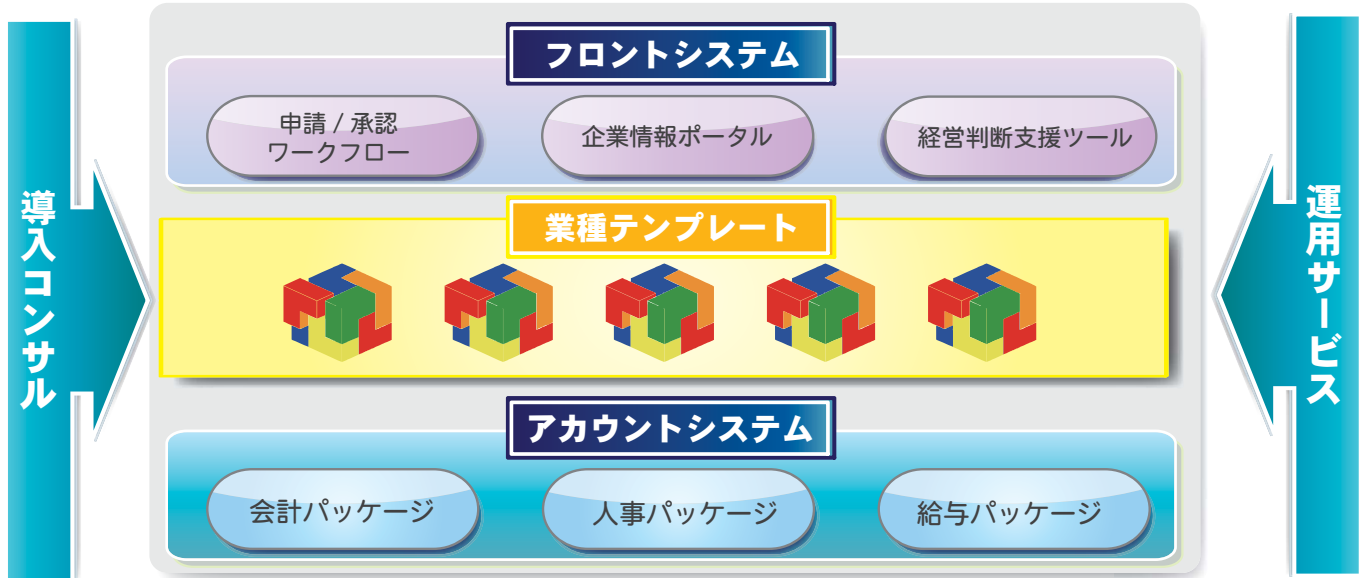 導入コンサル
フロントシステム
申請 / 承認
ワークフロー
企業情報ポータル
経営判断支援ツール
業種テンプレート
アカウントシステム
会計パッケージ
人事パッケージ
給与パッケージ
運用サービス